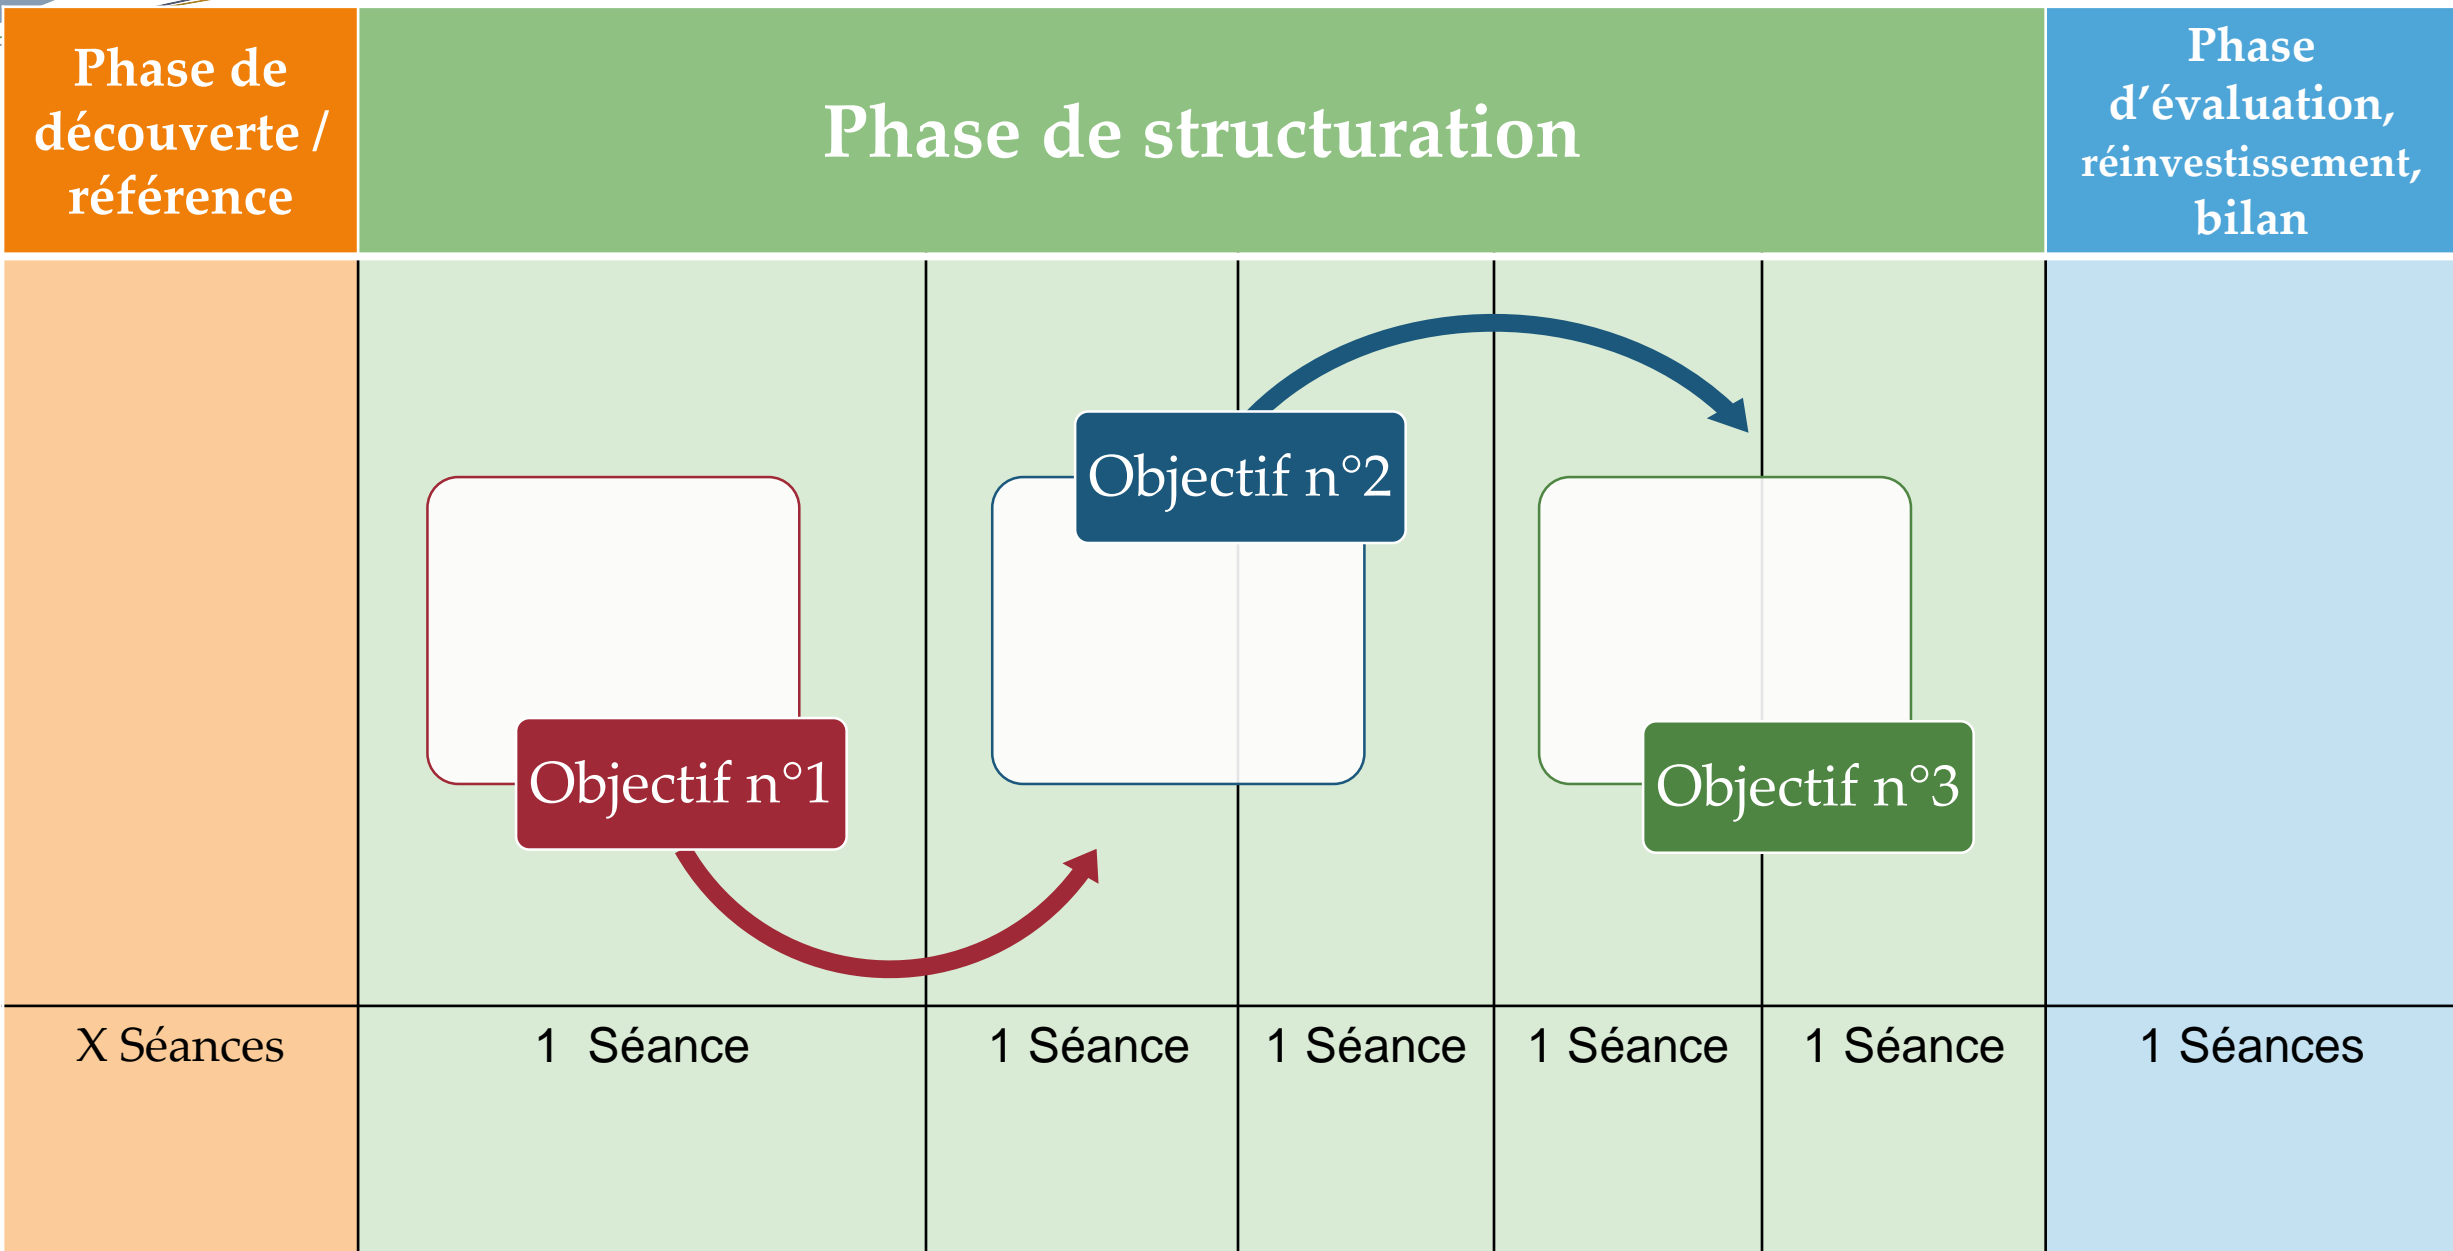 Phase de
découverte /
référence
Phase de structuration
Phase
d’évaluation,
réinvestissement,
bilan
Objectif n°1
Objectif n°2
Objectif n°3
X Séances
1 Séance
1 Séance
1 Séance
1 Séance
1 Séance
1 Séances